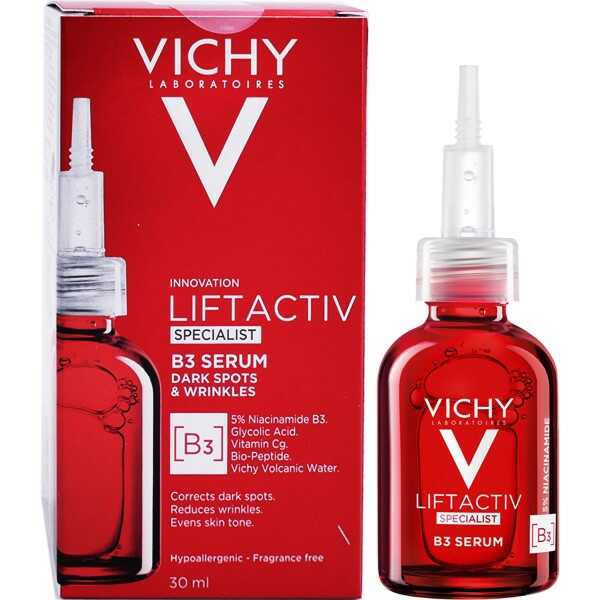 VICHY
LABORATOIRES
V
INNOVATION
LIFTACTIV
SPECIALIST
B3 SERUM
DARK SPOTS
& WRINKLES
[B3]
5% Niacinamide B3.
Glycolic Acid.
Vitamin Cg.
Bio-Peptide.
Vichy Volcanic Water.
Corrects dark spots.
Reduces wrinkles.
Evens skin tone.
Hypoallergenic - Fragrance free
30 ml
VICHY
LABORATOIRES
V
LIFTACTIV
SPECIALIST
B3 SERUM
5% NIACINAMIDE
[B3]